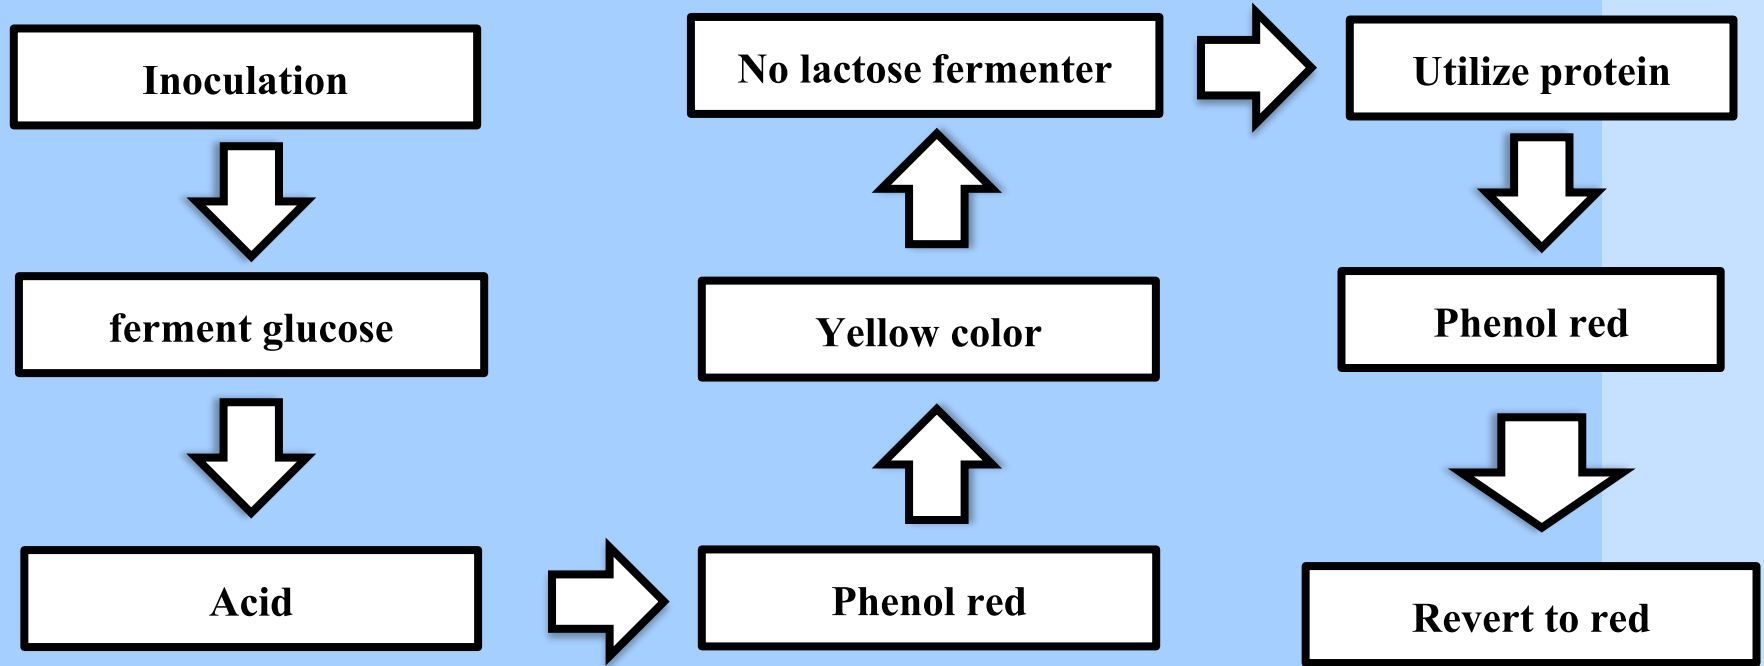 Inoculation
ferment glucose
Acid
Phenol red
Yellow color
No lactose fermenter
Utilize protein
Phenol red
Revert to red